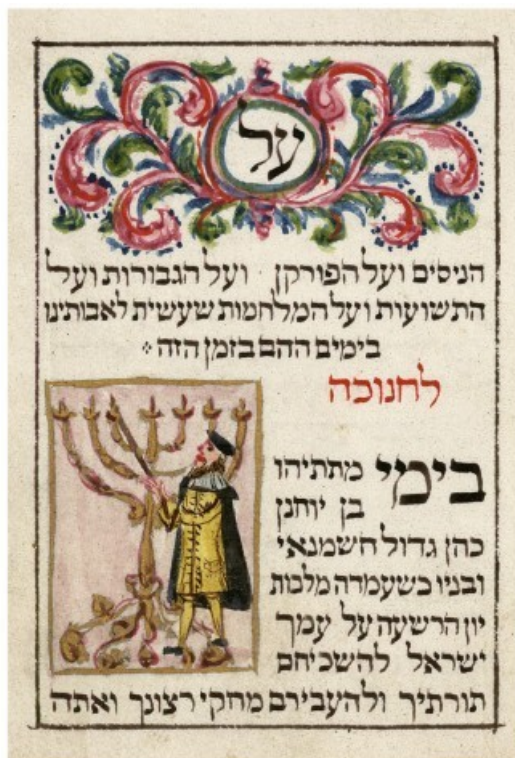 על
הניסים ועל הפורקן ועל הגבורות ועל
התשועות ועל המלחמות שעשית לאבותינו
בימים ההם בזמן הזה
לחנוכה
בימי מתתיהו
בן יוחנן
כהן גדול חשמנאי
ובניו כשעמדה מלכות
יון הרשעה על עמך
ישראל להשכיחם
תורתיך ולהעבירם מחקי רצונך ואתה